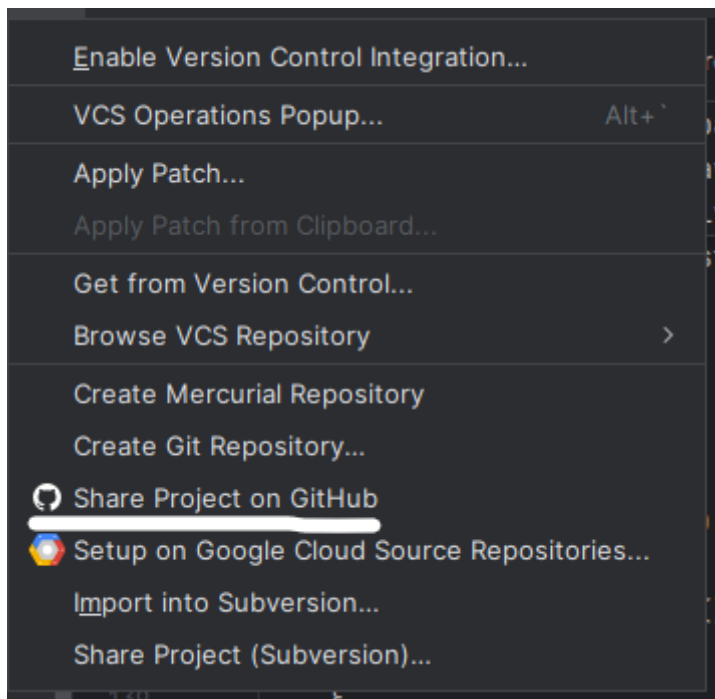 Enable Version Control Integration...
VCS Operations Popup... Alt+`
Apply Patch...
Apply Patch from Clipboard...
Get from Version Control...
Browse VCS Repository
Create Mercurial Repository
Create Git Repository...
Share Project on GitHub
Setup on Google Cloud Source Repositories...
Import into Subversion...
Share Project (Subversion)...